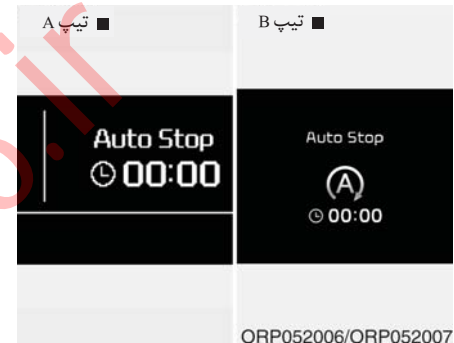 ■ تیپ A
Auto Stop
00:00
■ تیپ B
Auto Stop
A
00:00
ORP052006/ORP052007